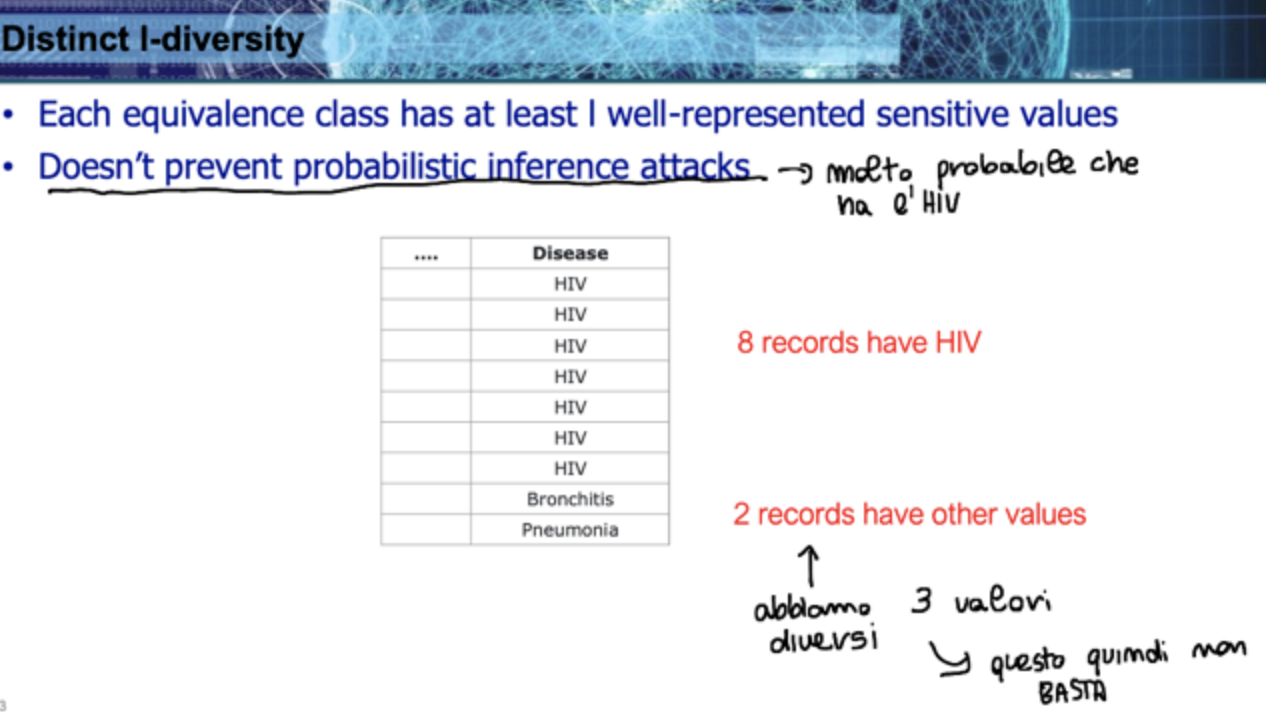 Distinct l-diversity
• Each equivalence class has at least l well-represented sensitive values
• Doesn't prevent probabilistic inference attacks → molto probabile che
ha l'HIV
.... Disease
HIV
HIV
HIV
8 records have HIV
HIV
HIV
HIV
HIV
Bronchitis
2 records have other values
Pneumonia
abbiamo 3 valori
diversi
questo quindi non
BASTA
3